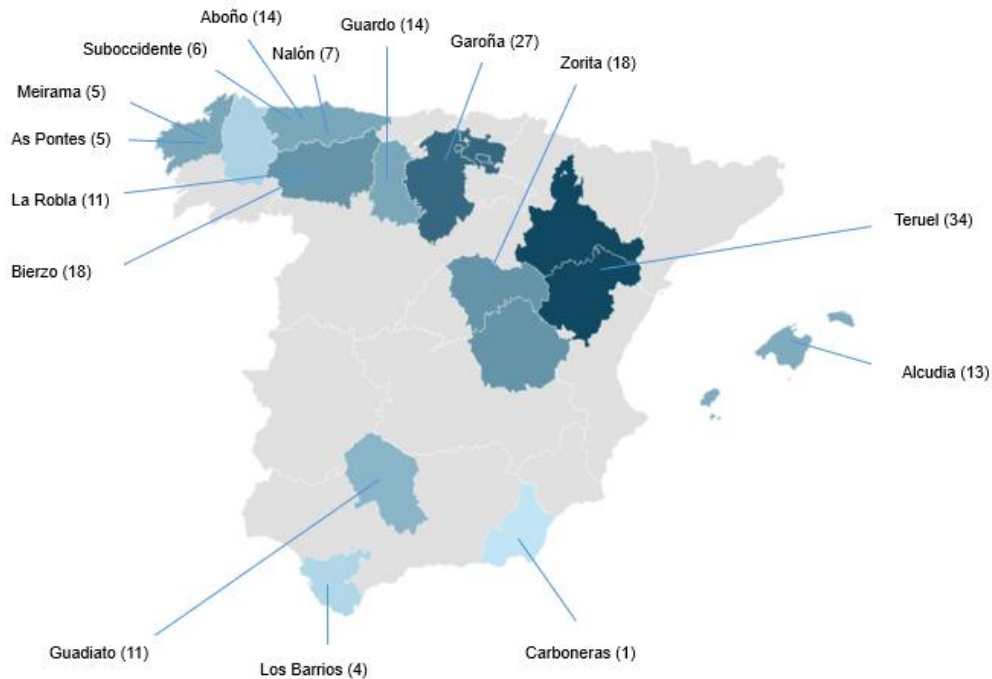 Aboño (14)
Guardo (14)
Garoña (27)
Suboccidente (6)
Nalón (7)
Zorita (18)
Meirama (5)
As Pontes (5)
La Robla (11)
Teruel (34)
Bierzo (18)
Alcudia (13)
Guadiato (11)
Los Barrios (4)
Carboneras (1)